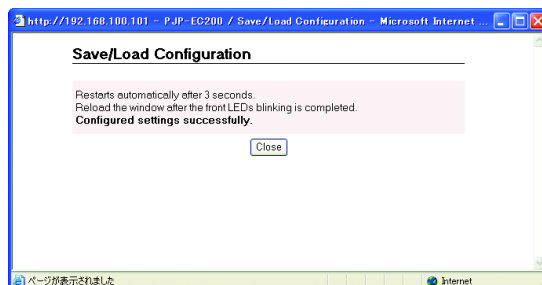 http://192.168.100.101 - PJP-EC200 / Save/Load Configuration - Microsoft Internet ...
Save/Load Configuration
Restarts automatically after 3 seconds.
Reload the window after the front LEDs blinking is completed.
Configured settings successfully.
Close
ページが表示されました
Internet